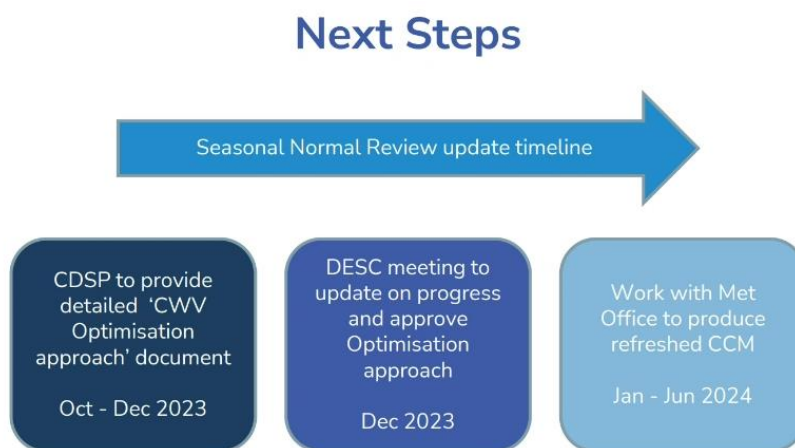 Next Steps
Seasonal Normal Review update timeline
CDSP to provide
detailed ‘CWV
Optimisation
approach’ document
Oct - Dec 2023
DESC meeting to
update on progress
and approve
Optimisation
approach
Dec 2023
Work with Met
Office to produce
refreshed CCM
Jan - Jun 2024